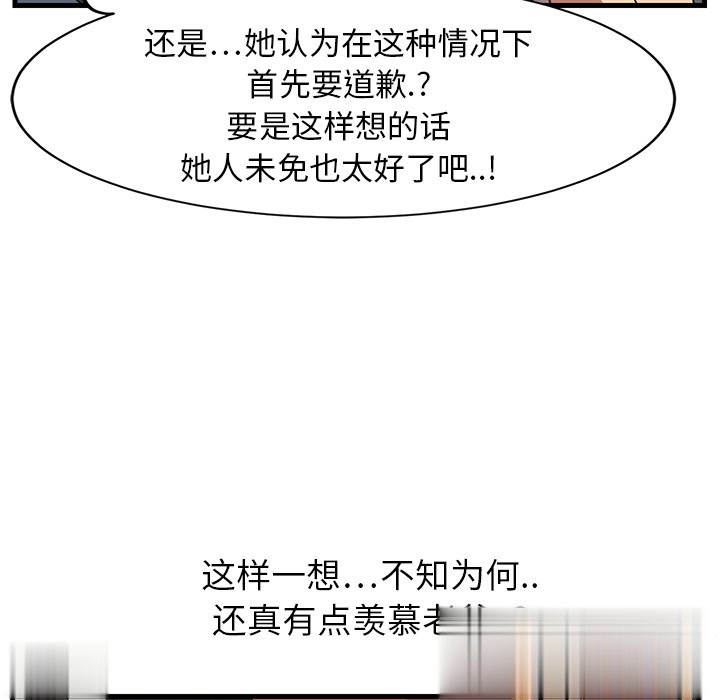 还是...她认为在这种情况下
首先要道歉.?
要是这样想的话
她人未免也太好了吧..!
这样一想...不知为何..
还真有点羡慕老